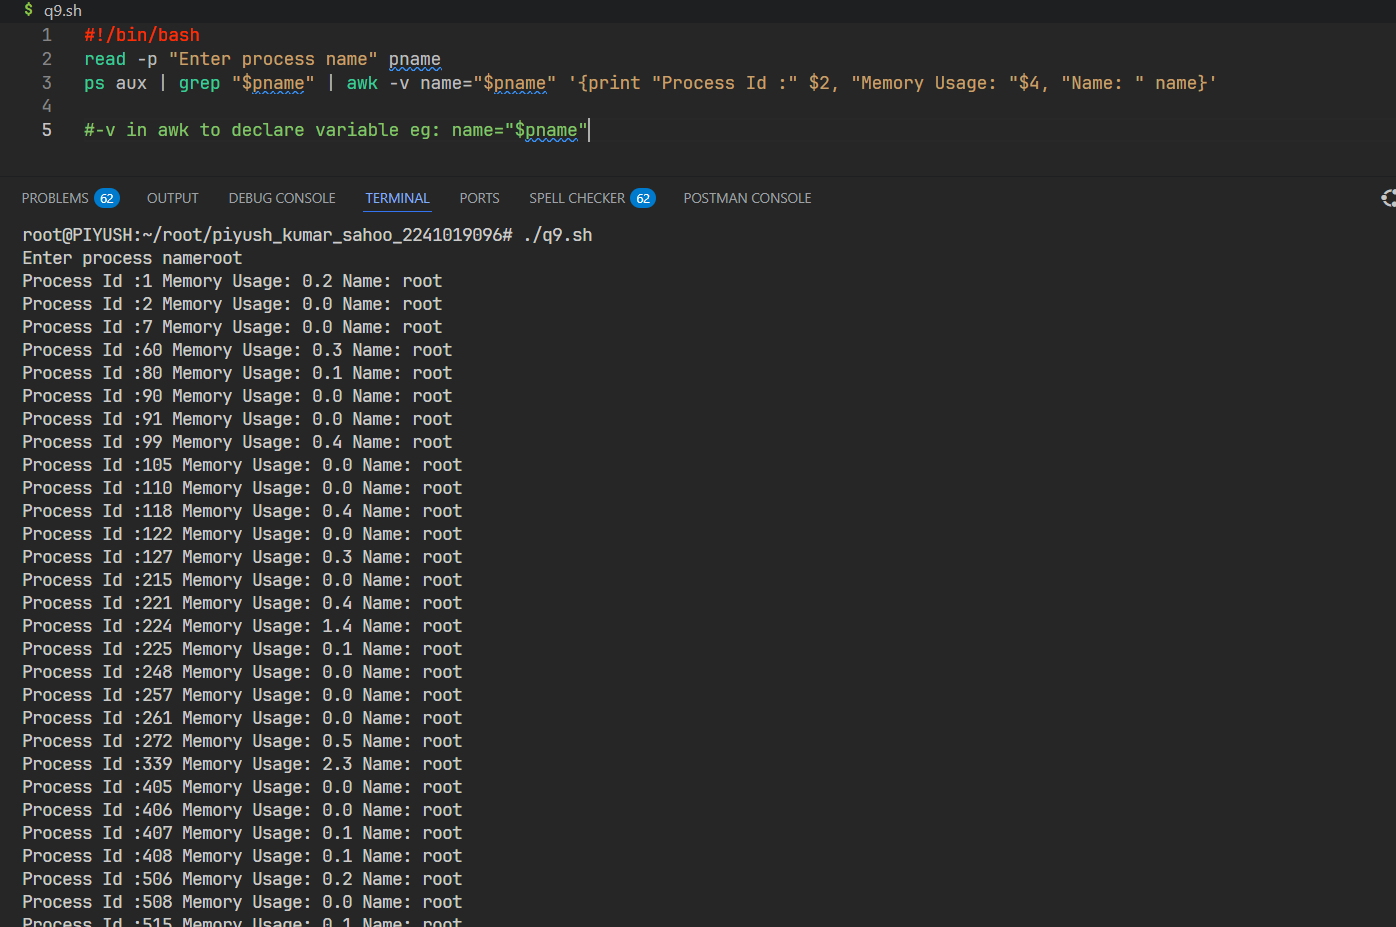 $ q9.sh
1 #!/bin/bash
2 read -p "Enter process name" pname
3 ps aux | grep "$pname" | awk -v name="$pname" '{print "Process Id :" $2, "Memory Usage: "$4, "Name: " name}'
4
5 #-v in awk to declare variable eg: name="$pname"
PROBLEMS 62 OUTPUT DEBUG CONSOLE TERMINAL PORTS SPELL CHECKER 62 POSTMAN CONSOLE
root@PIYUSH:~/root/piyush_kumar_sahoo_2241019096# ./q9.sh
Enter process nameroot
Process Id :1 Memory Usage: 0.2 Name: root
Process Id :2 Memory Usage: 0.0 Name: root
Process Id :7 Memory Usage: 0.0 Name: root
Process Id :60 Memory Usage: 0.3 Name: root
Process Id :80 Memory Usage: 0.1 Name: root
Process Id :90 Memory Usage: 0.0 Name: root
Process Id :91 Memory Usage: 0.0 Name: root
Process Id :99 Memory Usage: 0.4 Name: root
Process Id :105 Memory Usage: 0.0 Name: root
Process Id :110 Memory Usage: 0.0 Name: root
Process Id :118 Memory Usage: 0.4 Name: root
Process Id :122 Memory Usage: 0.0 Name: root
Process Id :127 Memory Usage: 0.3 Name: root
Process Id :215 Memory Usage: 0.0 Name: root
Process Id :221 Memory Usage: 0.4 Name: root
Process Id :224 Memory Usage: 1.4 Name: root
Process Id :225 Memory Usage: 0.1 Name: root
Process Id :248 Memory Usage: 0.0 Name: root
Process Id :257 Memory Usage: 0.0 Name: root
Process Id :261 Memory Usage: 0.0 Name: root
Process Id :272 Memory Usage: 0.5 Name: root
Process Id :339 Memory Usage: 2.3 Name: root
Process Id :405 Memory Usage: 0.0 Name: root
Process Id :406 Memory Usage: 0.0 Name: root
Process Id :407 Memory Usage: 0.1 Name: root
Process Id :408 Memory Usage: 0.1 Name: root
Process Id :506 Memory Usage: 0.2 Name: root
Process Id :508 Memory Usage: 0.0 Name: root
Process Id :515 Memory Usage: 0.1 Name: root